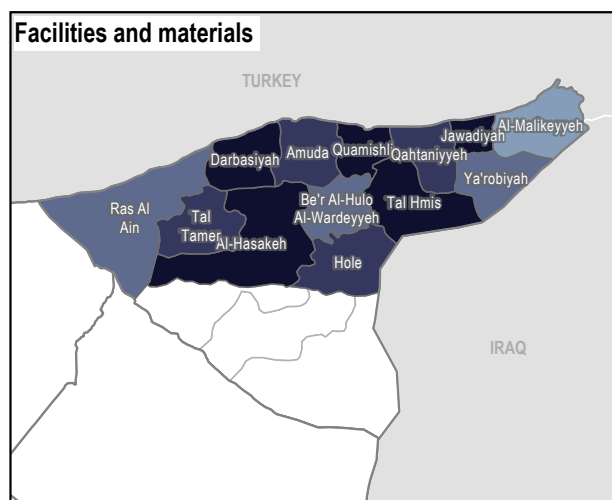 Facilities and materials
TURKEY
Al-Malikeyyeh
Jawadiyah
Darbasiyah
Amuda
Quamishli
Qahtaniyyeh
Ya'robiyah
Be'r Al-Hulo
Al-Wardeyyeh
Tal Hmis
Ras Al
Ain
Tal
Tamer
Al-Hasakeh
Hole
IRAQ